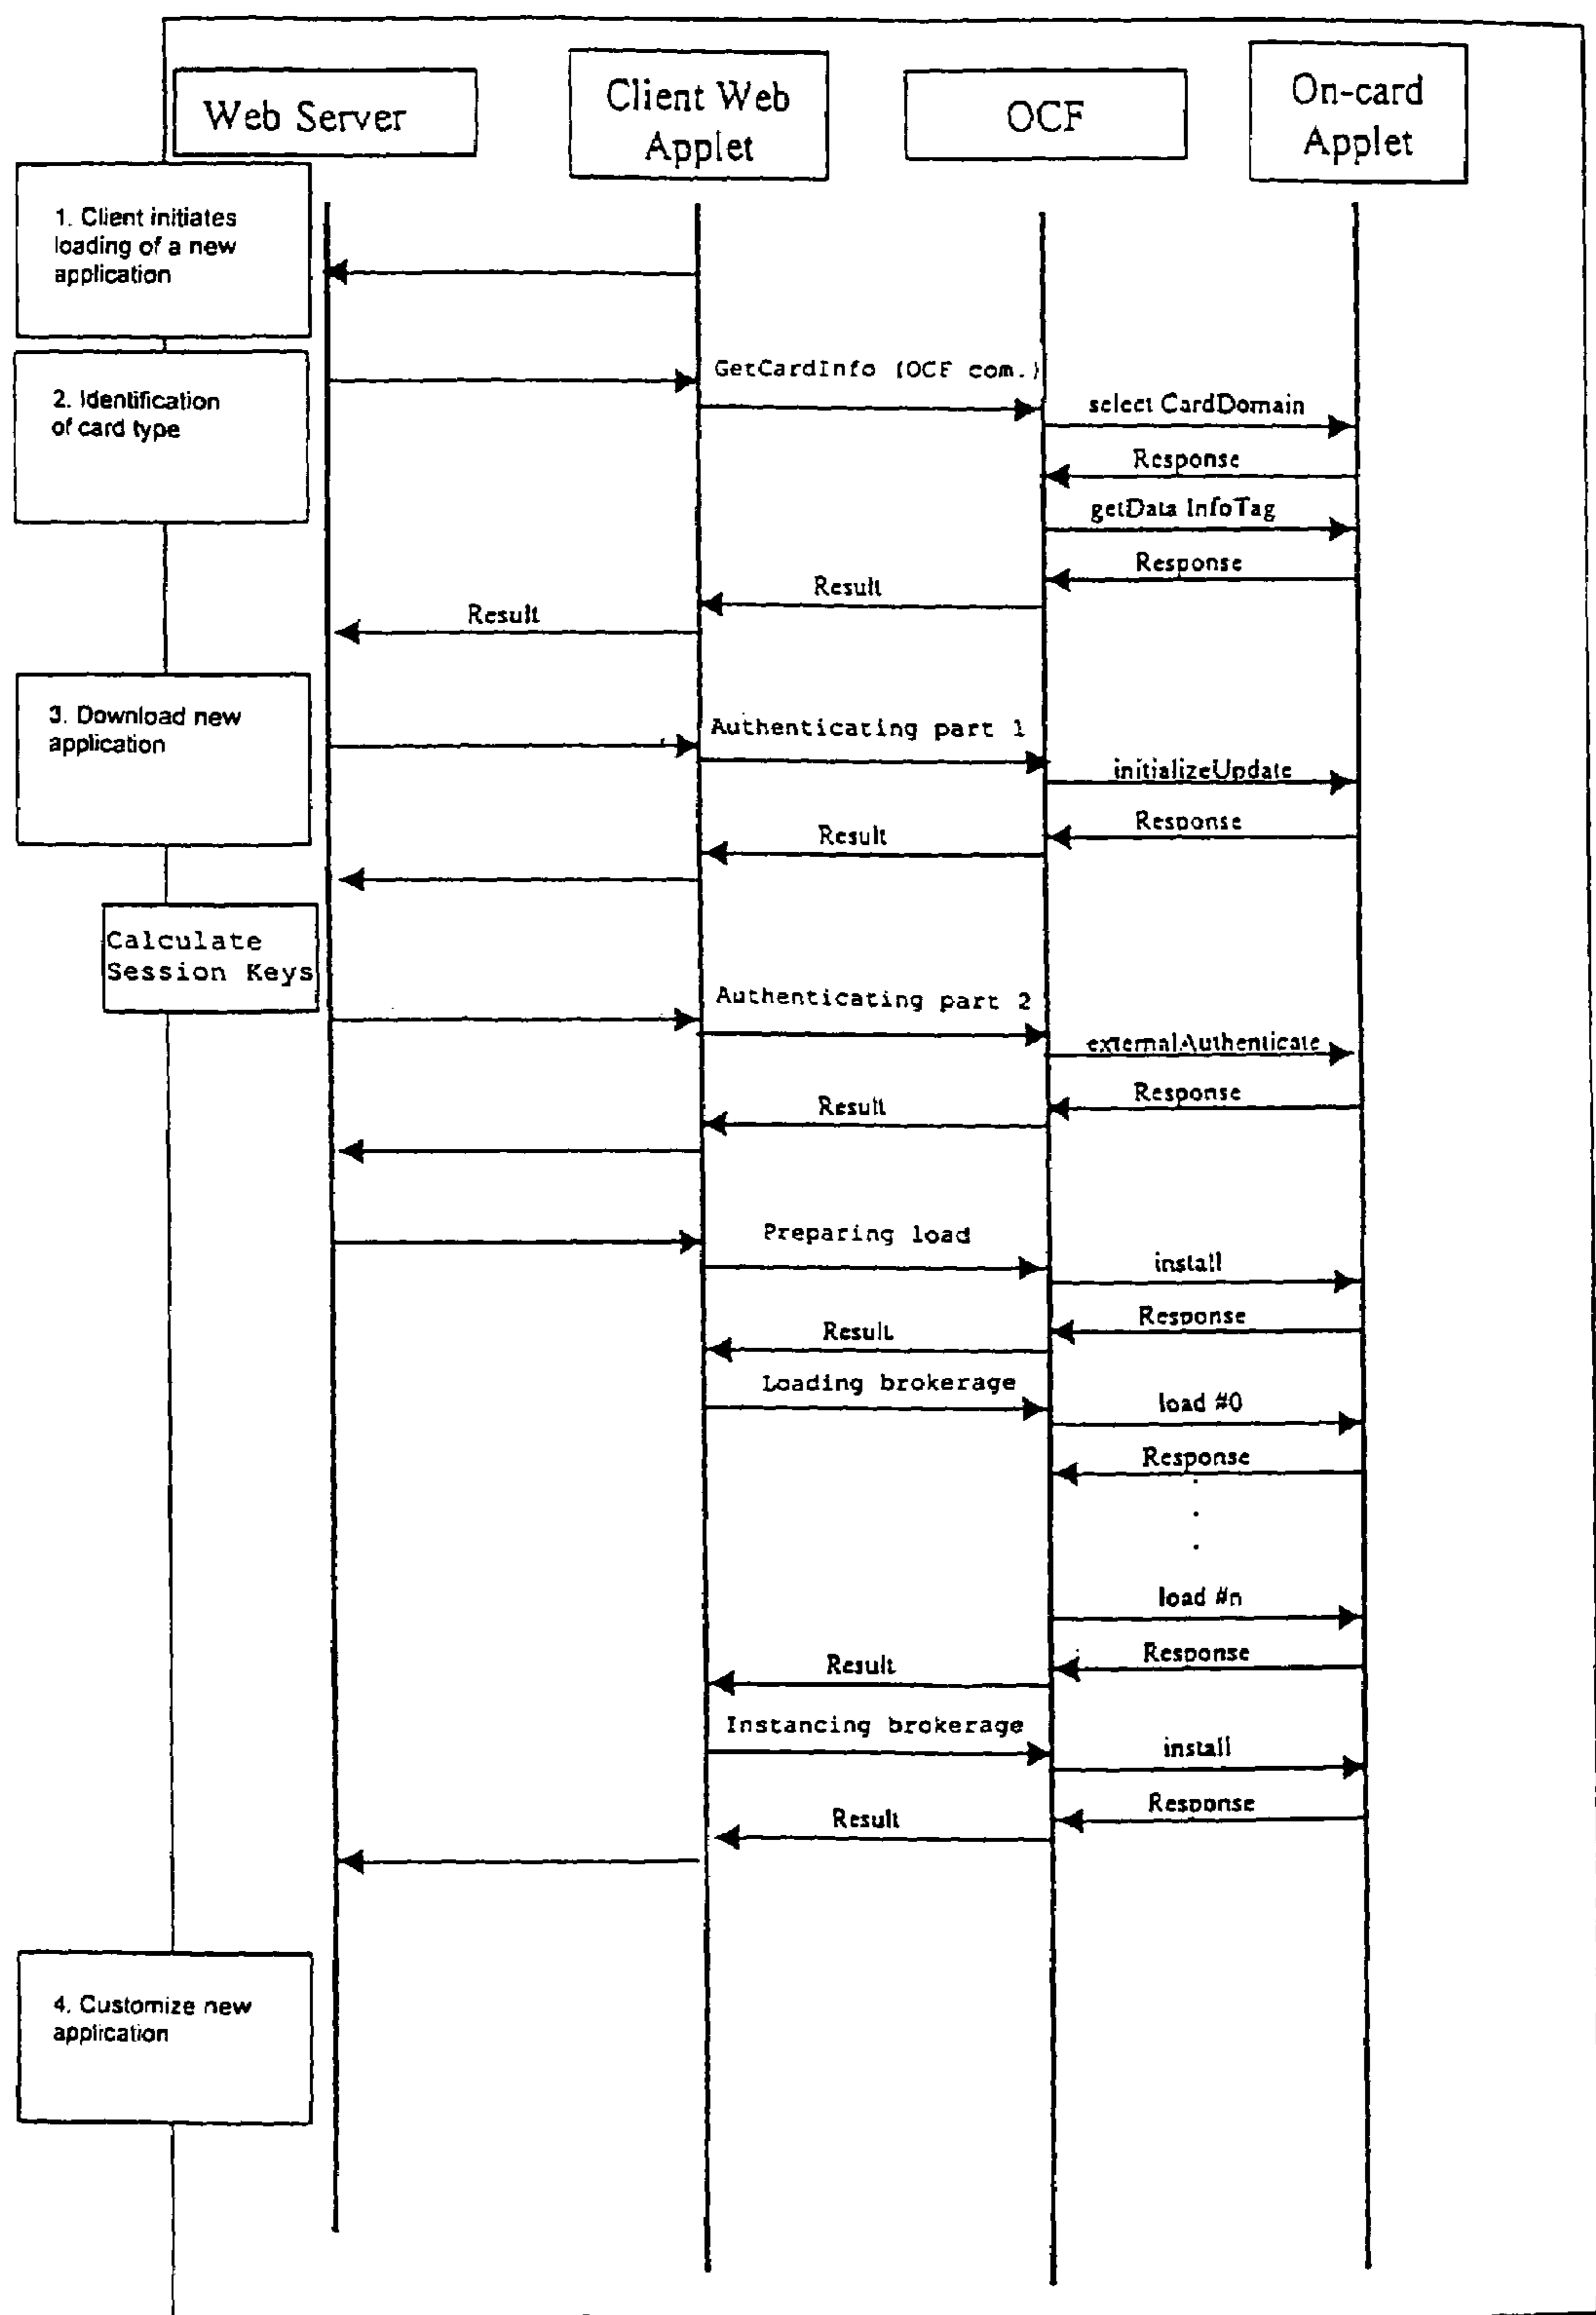 Web Server
Client Web
Applet
OCF
On-card
Applet
1. Client initiates
loading of a new
application
2. Identification
of card type
GetCardInfo (OCF com.)
select CardDomain
Response
getData InfoTag
Response
Result
Result
3. Download new
application
Authenticating part 1
initializeUpdate
Response
Result
Calculate
Session Keys
Authenticating part 2
externalAuthenticate
Response
Result
Preparing load
install
Response
Result
Loading brokerage
load #0
Response
.
.
.
load #n
Response
Result
Instancing brokerage
install
Response
Result
4. Customize new
application